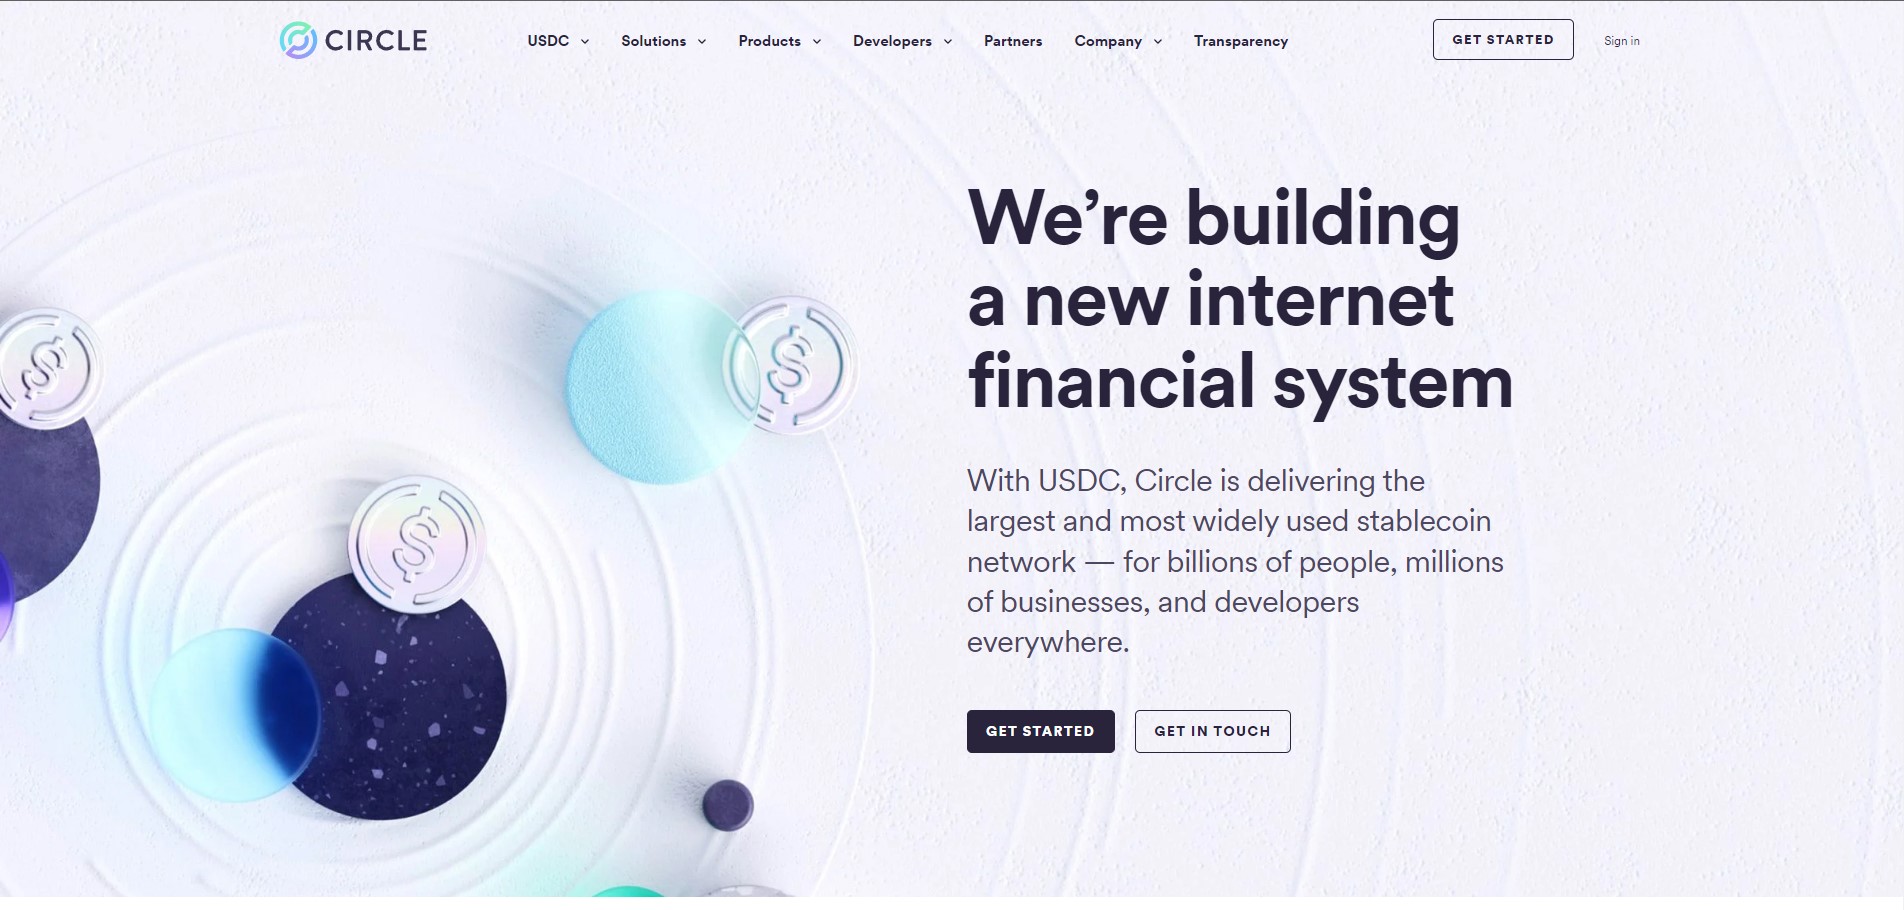 CIRCLE
USDC Solutions Products Developers Partners Company Transparency GET STARTED Sign in
We’re building
a new internet
financial system
With USDC, Circle is delivering the
largest and most widely used stablecoin
network — for billions of people, millions
of businesses, and developers
everywhere.
GET STARTED GET IN TOUCH